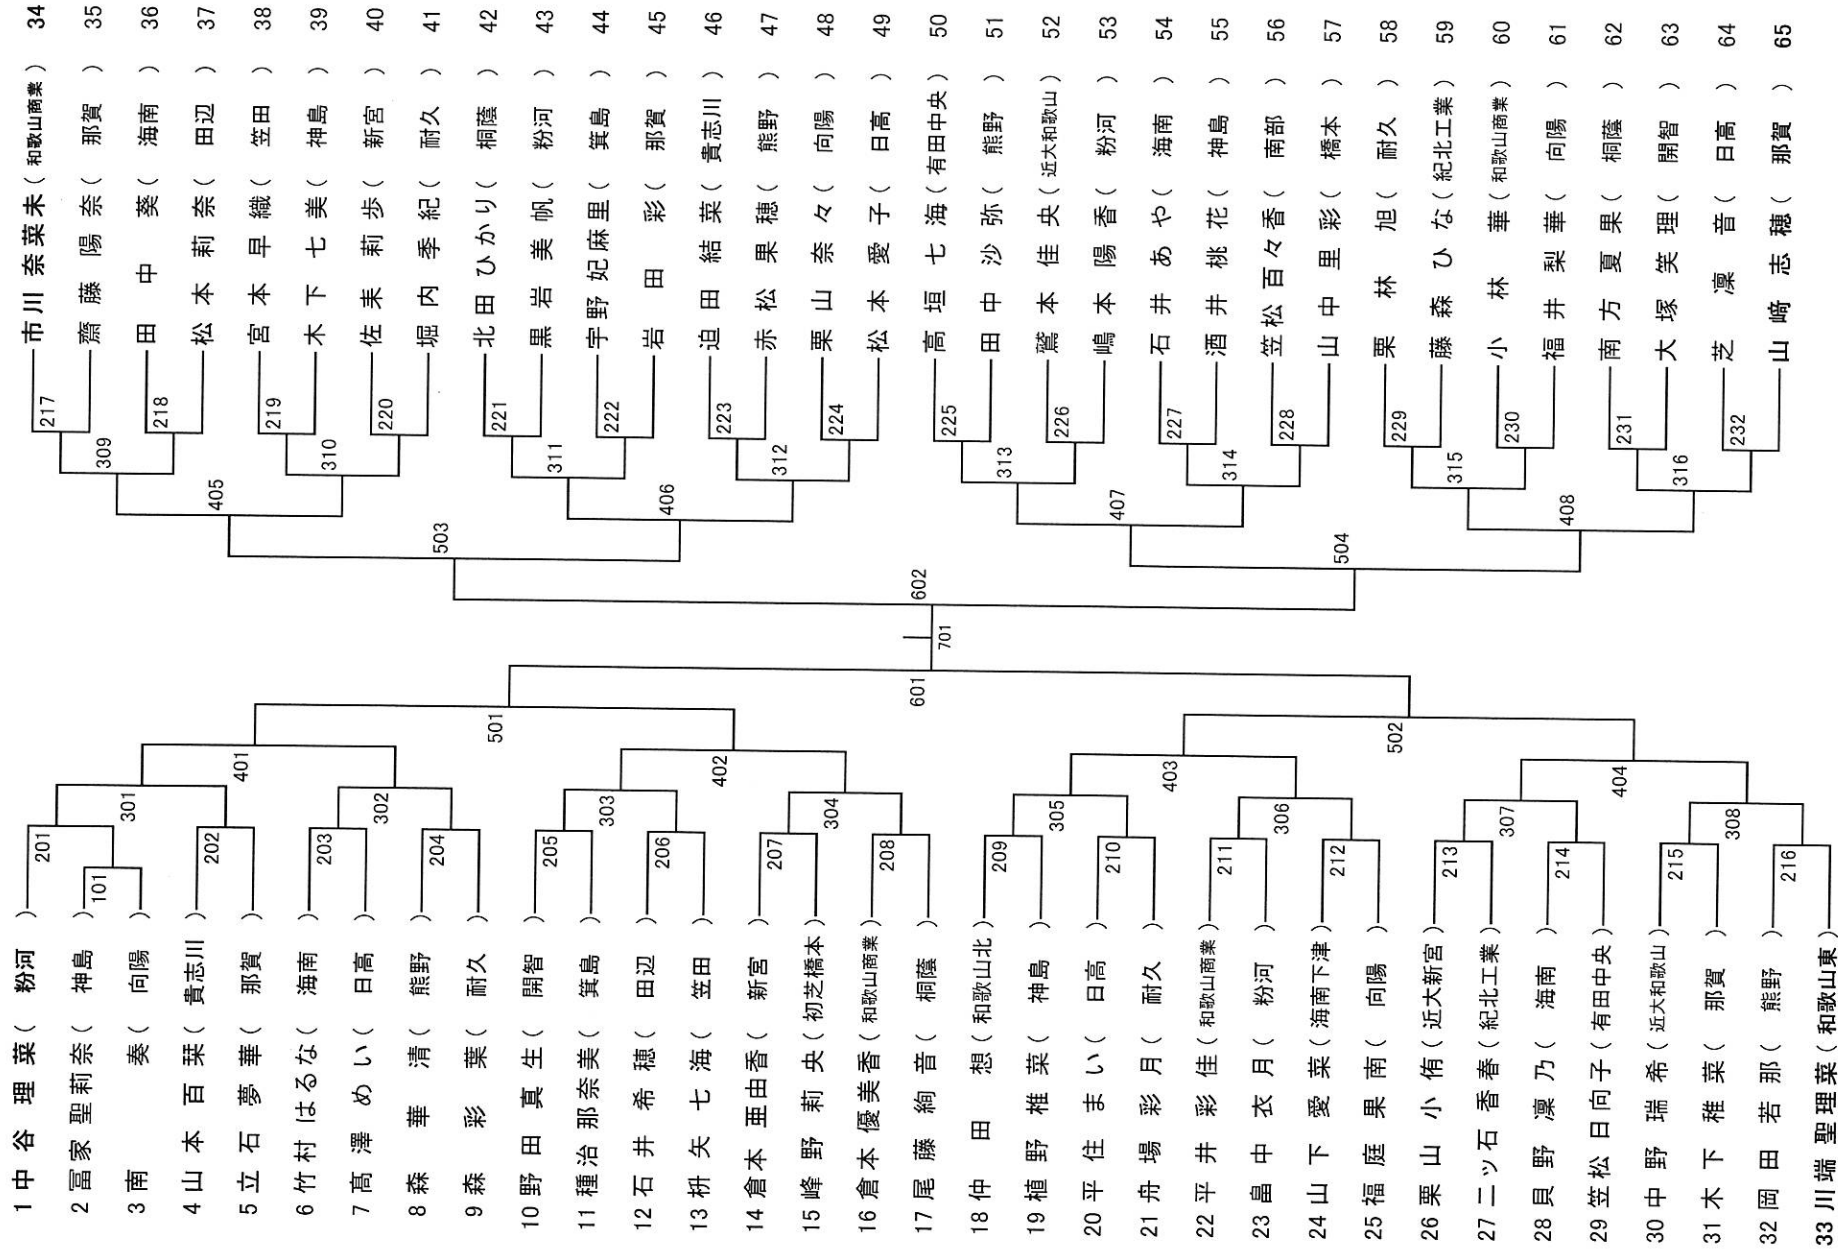 1 中谷 理菜 ( 粉河 )
2 冨家 聖莉奈 ( 神島 )
3 南 奏 ( 向陽 )
4 山本 百栞 ( 貴志川 )
5 立石 夢華 ( 那賀 )
6 竹村 はるな ( 海南 )
7 髙澤 めい ( 日高 )
8 森 華清 ( 熊野 )
9 森 彩葉 ( 耐久 )
10 野田 真生 ( 開智 )
11 種治 那奈美 ( 箕島 )
12 石井 希穂 ( 田辺 )
13 枡矢 七海 ( 笠田 )
14 倉本 亜由香 ( 新宮 )
15 峰野 莉央 ( 初芝橋本 )
16 倉本 優美香 ( 和歌山商業 )
17 尾藤 絢音 ( 桐蔭 )
18 仲田 想 ( 和歌山北 )
19 植野 椎菜 ( 神島 )
20 平住 まい ( 日高 )
21 舟場 彩月 ( 耐久 )
22 平井 彩佳 ( 和歌山商業 )
23 畠中 衣月 ( 粉河 )
24 山下 愛菜 ( 海南下津 )
25 福庭 果南 ( 向陽 )
26 栗山 小侑 ( 近大新宮 )
27 二ッ石 香春 ( 紀北工業 )
28 貝野 凛乃 ( 海南 )
29 笠松 日向子 ( 有田中央 )
30 中野 瑞希 ( 近大和歌山 )
31 木下 稚菜 ( 那賀 )
32 岡田 若那 ( 熊野 )
33 川端 聖理菜 ( 和歌山東 )
101
201
202
203
204
205
206
207
208
209
210
211
212
213
214
215
216
301
302
303
304
305
306
307
308
401
402
403
404
501
502
601
701
602
503
504
405
406
407
408
309
310
311
312
313
314
315
316
217
218
219
220
221
222
223
224
225
226
227
228
229
230
231
232
市川 奈菜未 ( 和歌山商業 ) 34
齋藤 陽奈 ( 那賀 ) 35
田中 葵 ( 海南 ) 36
松本 莉奈 ( 田辺 ) 37
宮本 早織 ( 笠田 ) 38
木下 七美 ( 神島 ) 39
佐耒 莉歩 ( 新宮 ) 40
堀内 季紀 ( 耐久 ) 41
北田 ひかり ( 桐蔭 ) 42
黒岩 美帆 ( 粉河 ) 43
宇野 妃麻里 ( 箕島 ) 44
岩田 彩 ( 那賀 ) 45
迫田 結菜 ( 貴志川 ) 46
赤松 果穂 ( 熊野 ) 47
栗山 奈々 ( 向陽 ) 48
松本 愛子 ( 日高 ) 49
高垣 七海 ( 有田中央 ) 50
田中 沙弥 ( 熊野 ) 51
鷲本 佳央 ( 近大和歌山 ) 52
嶋本 陽香 ( 粉河 ) 53
石井 あや ( 海南 ) 54
酒井 桃花 ( 神島 ) 55
笠松 百々香 ( 南部 ) 56
山中 里彩 ( 橋本 ) 57
栗林 旭 ( 耐久 ) 58
藤森 ひな ( 紀北工業 ) 59
小林 華 ( 和歌山商業 ) 60
福井 梨華 ( 向陽 ) 61
南方 夏果 ( 桐蔭 ) 62
大塚 笑理 ( 開智 ) 63
芝 凜音 ( 日高 ) 64
山﨑 志穂 ( 那賀 ) 65